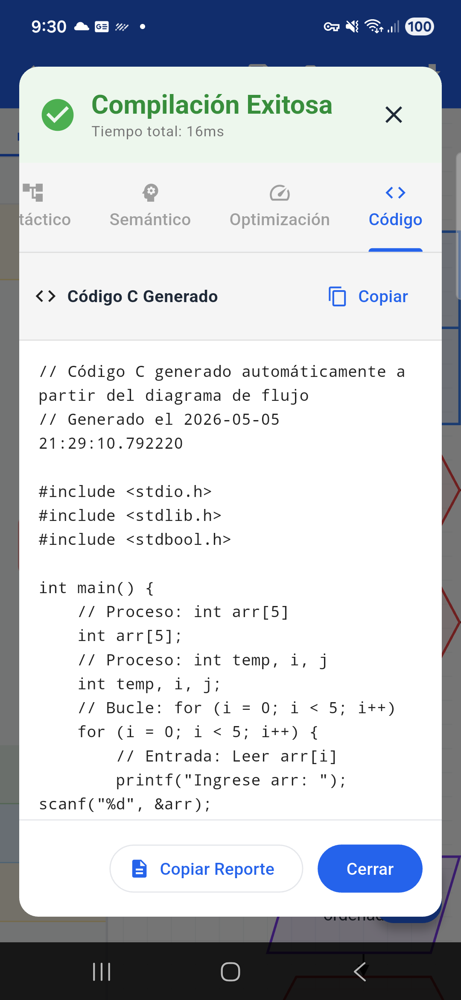 9:30
GE
100
Compilación Exitosa
Tiempo total: 16ms
táctico
Semántico
Optimización
Código
Código C Generado
Copiar
// Código C generado automáticamente a
partir del diagrama de flujo
// Generado el 2026-05-05
21:29:10.792220
#include <stdio.h>
#include <stdlib.h>
#include <stdbool.h>
int main() {
    // Proceso: int arr[5]
    int arr[5];
    // Proceso: int temp, i, j
    int temp, i, j;
    // Bucle: for (i = 0; i < 5; i++)
    for (i = 0; i < 5; i++) {
        // Entrada: Leer arr[i]
        printf("Ingrese arr: ");
scanf("%d", &arr);
Copiar Reporte
Cerrar